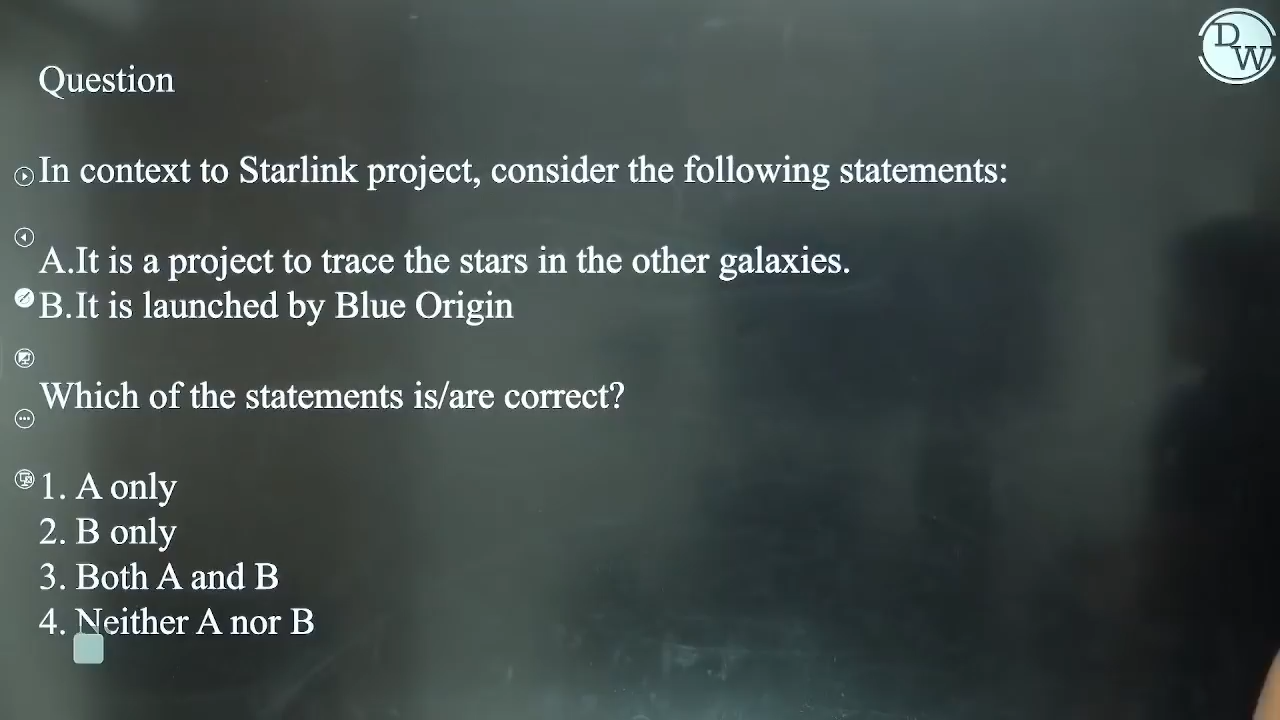 DW
Question
In context to Starlink project, consider the following statements:
A.It is a project to trace the stars in the other galaxies.
B.It is launched by Blue Origin
Which of the statements is/are correct?
1. A only
2. B only
3. Both A and B
4. Neither A nor B